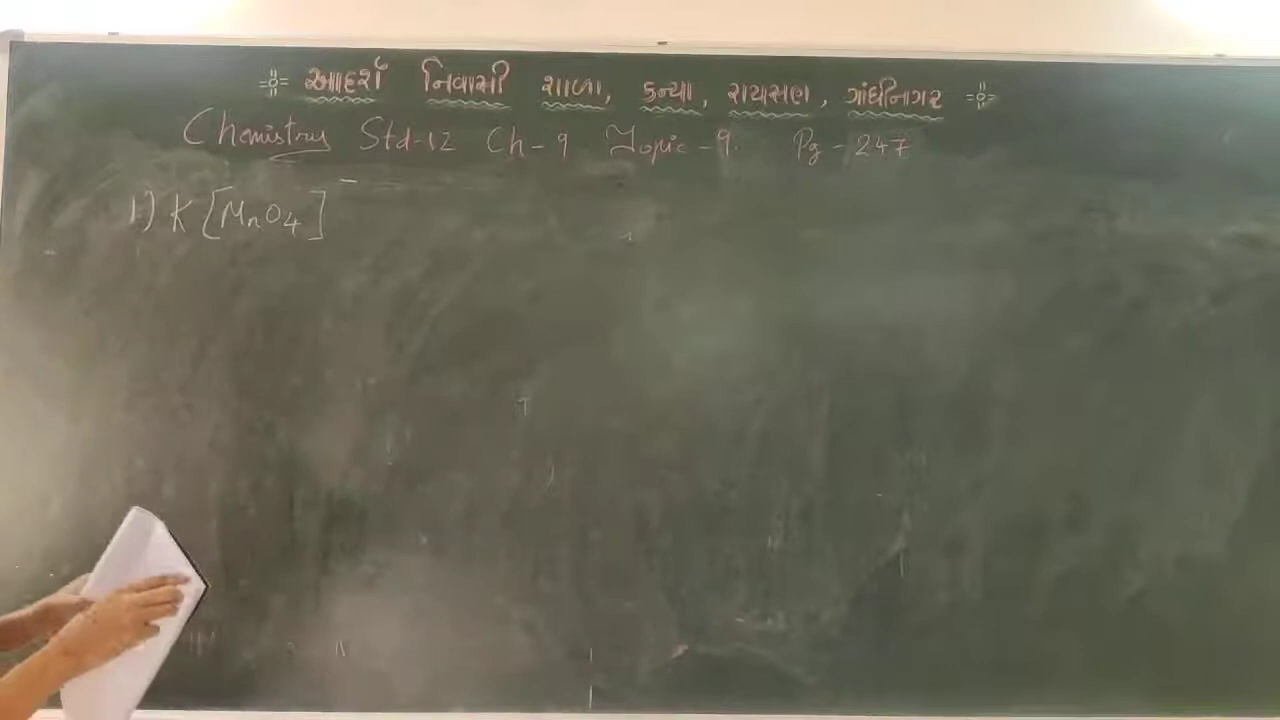 આદર્શ નિવાસી શાળા, કન્યા, રાયસણ, ગાંધીનગર
Chemistry Std-12 Ch-9 Topic-9. Pg-247
1) K[MnO4]